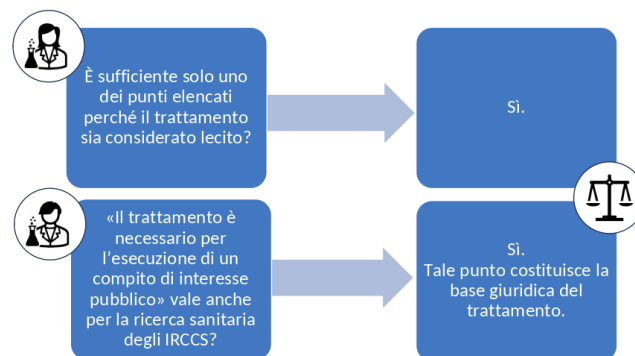 È sufficiente solo uno
dei punti elencati
perché il trattamento
sia considerato lecito?
Sì.
«Il trattamento è
necessario per
l'esecuzione di un
compito di interesse
pubblico» vale anche
per la ricerca sanitaria
degli IRCCS?
Sì.
Tale punto costituisce la
base giuridica del
trattamento.